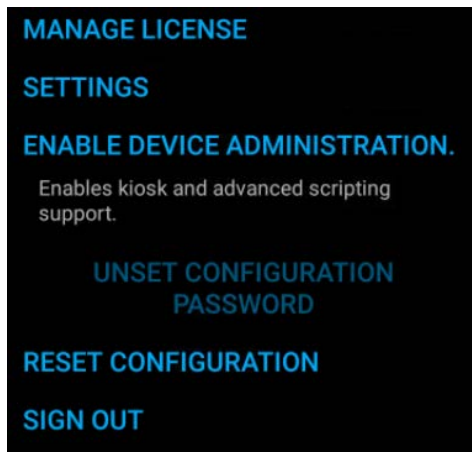 MANAGE LICENSE
SETTINGS
ENABLE DEVICE ADMINISTRATION.
Enables kiosk and advanced scripting
support.
UNSET CONFIGURATION
PASSWORD
RESET CONFIGURATION
SIGN OUT